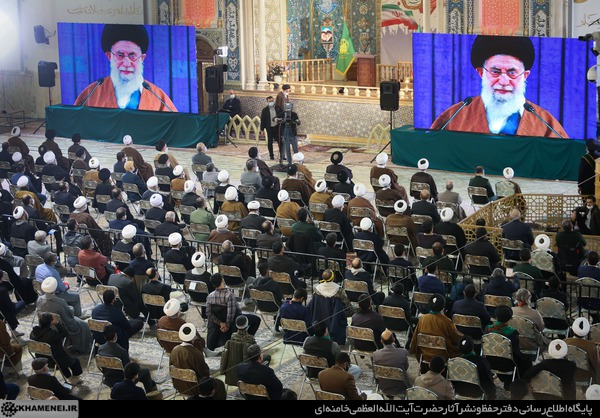 KHAMENEI.IR
پایگاه اطلاع‌رسانی دفتر حفظ و نشر آثار حضرت آیت‌الله‌العظمی خامنه‌ای